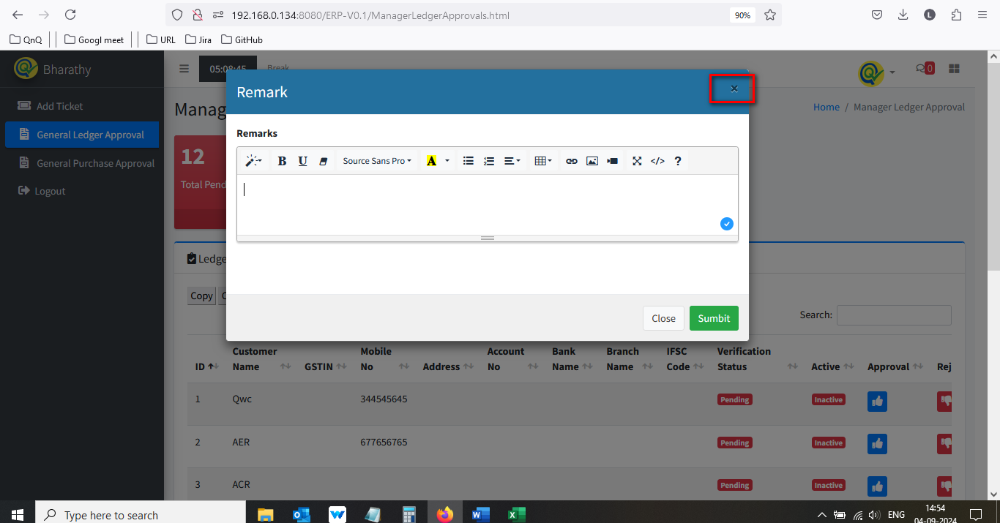 192.168.0.134:8080/ERP-V0.1/ManagerLedgerApprovals.html
90%
L
QnQ
Googl meet
URL
Jira
GitHub
Bharathy
05:08:45
Break
0
Add Ticket
General Ledger Approval
General Purchase Approval
Logout
Manag
Home / Manager Ledger Approval
12
Total Pend
Remark
×
Remarks
B U Source Sans Pro A </> ?
Close
Sumbit
Ledge
Copy
Search:
ID
Customer
Name
GSTIN
Mobile
No
Address
Account
No
Bank
Name
Branch
Name
IFSC
Code
Verification
Status
Active
Approval
Rej
1 Qwc 344545645 Pending Inactive
2 AER 677656765 Pending Inactive
3 ACR Pending Inactive
Type here to search
ENG
14:54
04-09-2024